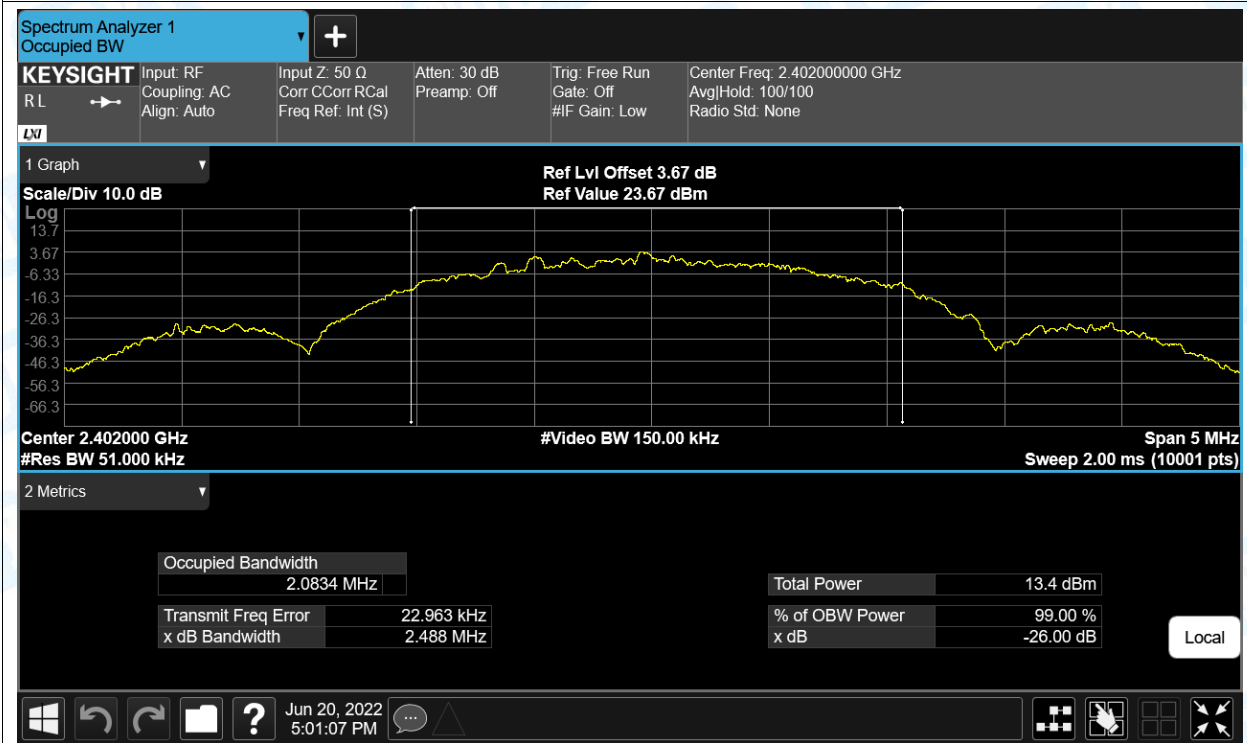 Spectrum Analyzer 1
Occupied BW
KEYSIGHT
R L
LXI
Input: RF
Coupling: AC
Align: Auto
Input Z: 50 Ω
Corr CCorr RCal
Freq Ref: Int (S)
Atten: 30 dB
Preamp: Off
Trig: Free Run
Gate: Off
#IF Gain: Low
Center Freq: 2.402000000 GHz
Avg|Hold: 100/100
Radio Std: None
1 Graph
Scale/Div 10.0 dB
Ref Lvl Offset 3.67 dB
Ref Value 23.67 dBm
Log
13.7
3.67
-6.33
-16.3
-26.3
-36.3
-46.3
-56.3
-66.3
Center 2.402000 GHz
#Video BW 150.00 kHz
Span 5 MHz
#Res BW 51.000 kHz
Sweep 2.00 ms (10001 pts)
2 Metrics
Occupied Bandwidth
2.0834 MHz
Total Power 13.4 dBm
Transmit Freq Error 22.963 kHz
% of OBW Power 99.00 %
x dB Bandwidth 2.488 MHz
x dB -26.00 dB
Local
?
Jun 20, 2022
5:01:07 PM